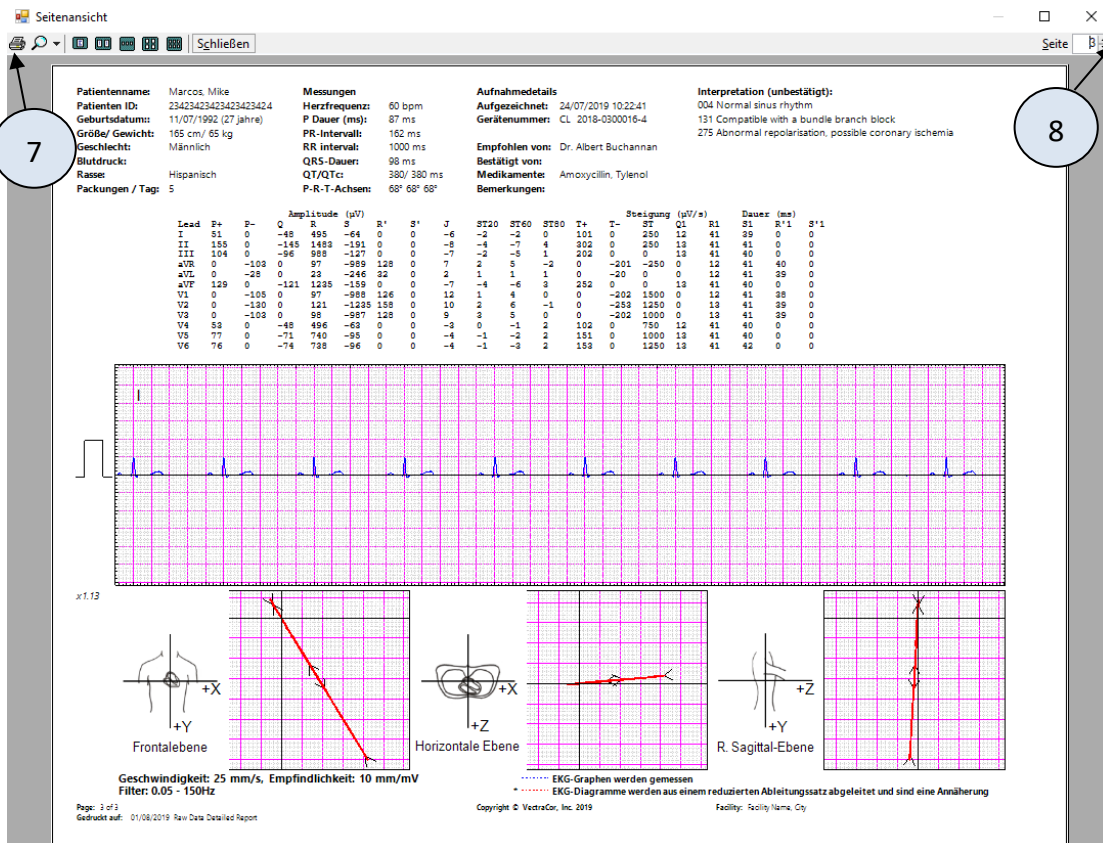 Seitenansicht
Schließen
Seite
7
8
Patientenname: Marcos, Mike
Patienten ID: 23423423423423423424
Geburtsdatum:: 11/07/1992 (27 jahre)
Größe/ Gewicht: 165 cm/ 65 kg
Geschlecht: Männlich
Blutdruck:
Rasse: Hispanisch
Packungen / Tag: 5
Messungen
Herzfrequenz: 60 bpm
P Dauer (ms): 87 ms
PR-Intervall: 162 ms
RR interval: 1000 ms
QRS-Dauer: 98 ms
QT/QTc: 380/ 380 ms
P-R-T-Achsen: 68° 68° 68°
Aufnahmedetails
Aufgezeichnet: 24/07/2019 10:22:41
Gerätenummer: CL 2018-0300016-4
Empfohlen von: Dr. Albert Buchannan
Bestätigt von:
Medikamente: Amoxycillin, Tylenol
Bemerkungen:
Interpretation (unbestätigt):
004 Normal sinus rhythm
131 Compatible with a bundle branch block
275 Abnormal repolarisation, possible coronary ischemia
Amplitude (µV) Steigung (µV/s) Dauer (ms)
Lead P+ P- Q R S R' S' J ST20 ST60 ST80 T+ T- ST Q1 R1 S1 R'1 S'1
I 51 0 -48 495 -64 0 0 -6 -2 -2 0 101 0 250 12 41 39 0 0
II 155 0 -145 1483 -191 0 0 -8 -4 -7 4 302 0 250 13 41 41 0 0
III 104 0 -96 988 -127 0 0 -7 -2 -5 1 202 0 0 13 41 40 0 0
aVR 0 -103 0 97 -989 128 0 7 2 5 -2 0 -201 -250 0 12 41 40 0
aVL 0 -28 0 23 -246 32 0 2 1 1 1 0 -20 0 0 12 41 39 0
aVF 129 0 -121 1235 -159 0 0 -7 -4 -6 3 252 0 0 13 41 40 0 0
V1 0 -105 0 97 -988 126 0 12 1 4 0 0 -202 1500 0 12 41 38 0
V2 0 -130 0 121 -1235 158 0 10 2 6 -1 0 -253 1250 0 13 41 39 0
V3 0 -103 0 98 -987 128 0 9 3 5 0 0 -202 1000 0 13 41 39 0
V4 53 0 -48 496 -63 0 0 -3 0 -1 2 102 0 750 12 41 40 0 0
V5 77 0 -71 740 -95 0 0 -4 -1 -2 2 151 0 1000 13 41 40 0 0
V6 76 0 -74 738 -96 0 0 -4 -1 -3 2 153 0 1250 13 41 42 0 0
I
x1.13
+X
+Y
Frontalebene
+X
+Z
Horizontale Ebene
+Z
+Y
R. Sagittal-Ebene
Geschwindigkeit: 25 mm/s, Empfindlichkeit: 10 mm/mV
Filter: 0.05 - 150Hz
EKG-Graphen werden gemessen
* EKG-Diagramme werden aus einem reduzierten Ableitungssatz abgeleitet und sind eine Annäherung
Page: 3 of 3
Gedruckt auf: 01/08/2019 Raw Data Detailed Report
Copyright © VectraCor, Inc. 2019
Facility: Facility Name, City